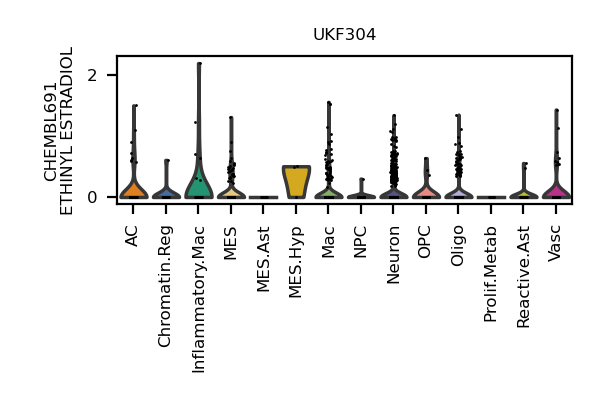 UKF304
CHEMBL691
ETHINYL ESTRADIOL
2
0
AC
Chromatin.Reg
Inflammatory.Mac
MES
MES.Ast
MES.Hyp
Mac
NPC
Neuron
OPC
Oligo
Prolif.Metab
Reactive.Ast
Vasc